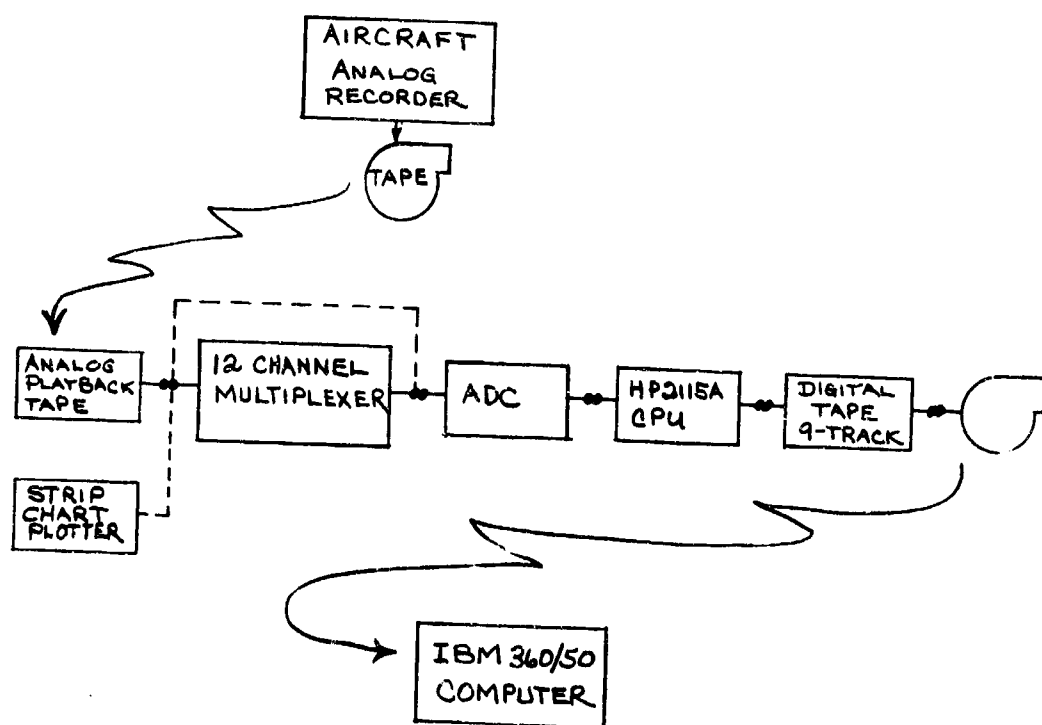 AIRCRAFT
ANALOG
RECORDER
TAPE
ANALOG
PLAYBACK
TAPE
12 CHANNEL
MULTIPLEXER
ADC
HP2115A
CPU
DIGITAL
TAPE
9-TRACK
STRIP
CHART
PLOTTER
IBM 360/50
COMPUTER